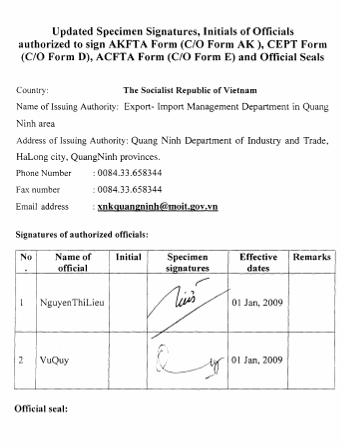 Updated Specimen Signatures, Initials of Officials
authorized to sign AKFTA Form (C/O Form AK ), CEPT Form
(C/O Form D), ACFTA Form (C/O Form E) and Official Seals
Country: The Socialist Republic of Vietnam
Name of Issuing Authority: Export- Import Management Department in Quang
Ninh area
Address of Issuing Authority: Quang Ninh Department of Industry and Trade,
HaLong city, QuangNinh provinces.
Phone Number : 0084.33.658344
Fax number : 0084.33.658344
Email address : xnkquangninh@moit.gov.vn
Signatures of authorized officials:
No Name of Initial Specimen Effective Remarks
. official signatures dates
1 NguyenThiLieu 01 Jan, 2009
2 VuQuy 01 Jan, 2009
Official seal: